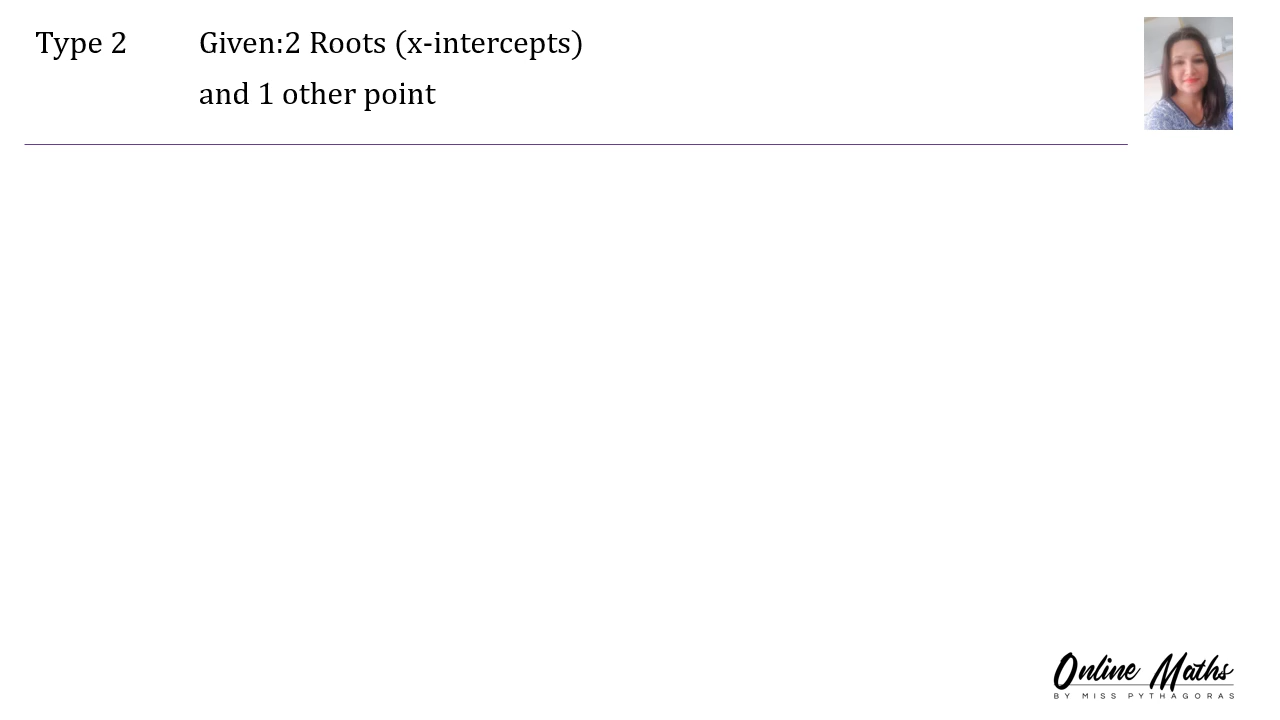 Type 2 Given:2 Roots (x-intercepts)
and 1 other point
Online Maths
BY MISS PYTHAGORAS